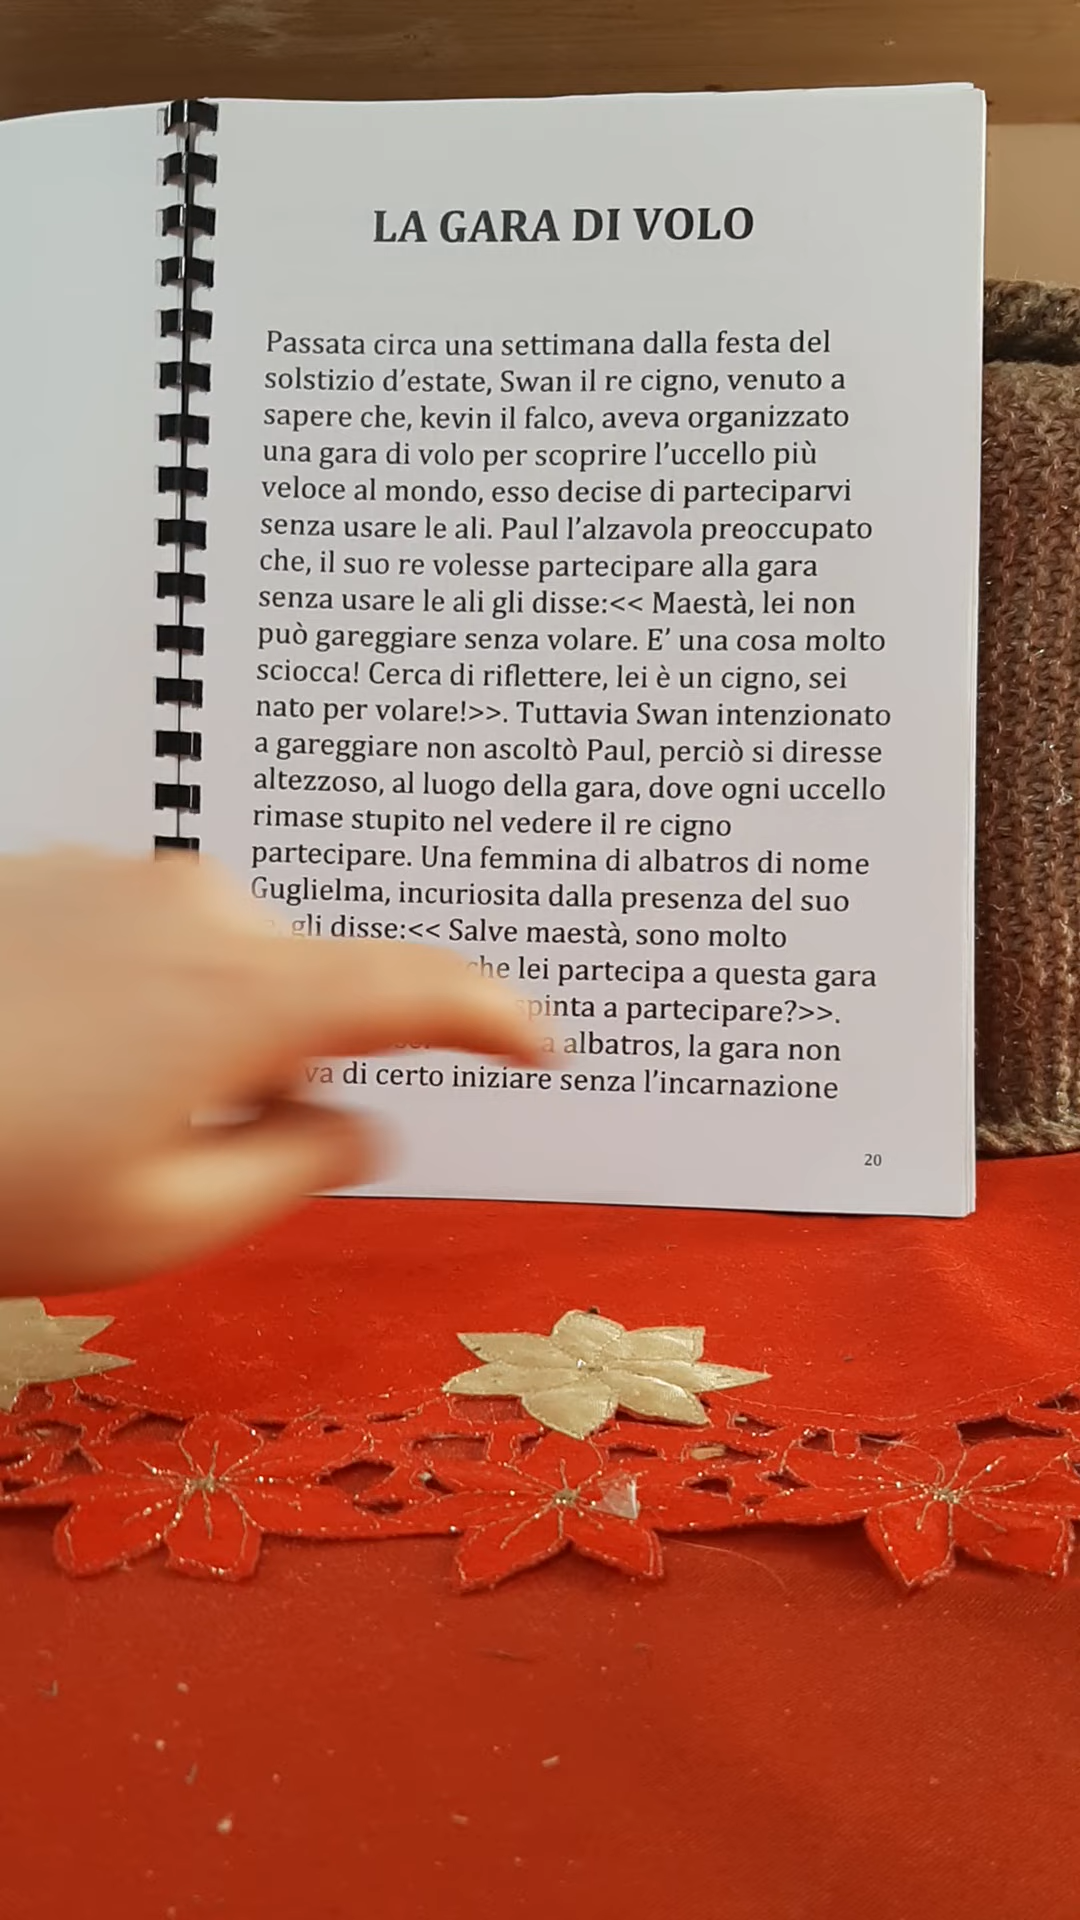 LA GARA DI VOLO
Passata circa una settimana dalla festa del
solstizio d'estate, Swan il re cigno, venuto a
sapere che, kevin il falco, aveva organizzato
una gara di volo per scoprire l'uccello più
veloce al mondo, esso decise di parteciparvi
senza usare le ali. Paul l'alzavola preoccupato
che, il suo re volesse partecipare alla gara
senza usare le ali gli disse:<< Maestà, lei non
può gareggiare senza volare. E' una cosa molto
sciocca! Cerca di riflettere, lei è un cigno, sei
nato per volare!>>. Tuttavia Swan intenzionato
a gareggiare non ascoltò Paul, perciò si diresse
altezzoso, al luogo della gara, dove ogni uccello
rimase stupito nel vedere il re cigno
partecipare. Una femmina di albatros di nome
Guglielma, incuriosita dalla presenza del suo
gli disse:<< Salve maestà, sono molto
che lei partecipa a questa gara
spinta a partecipare?>>.
albatros, la gara non
di certo iniziare senza l'incarnazione
20